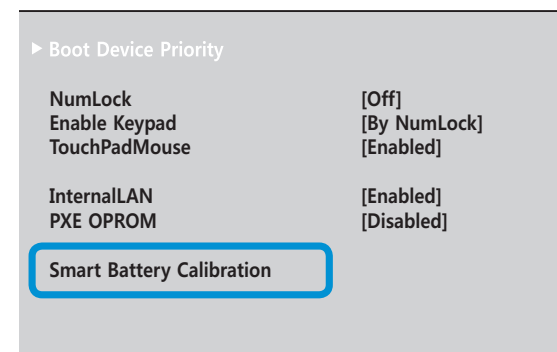 ▶ Boot Device Priority
NumLock [Off]
Enable Keypad [By NumLock]
TouchPadMouse [Enabled]
InternalLAN [Enabled]
PXE OPROM [Disabled]
Smart Battery Calibration